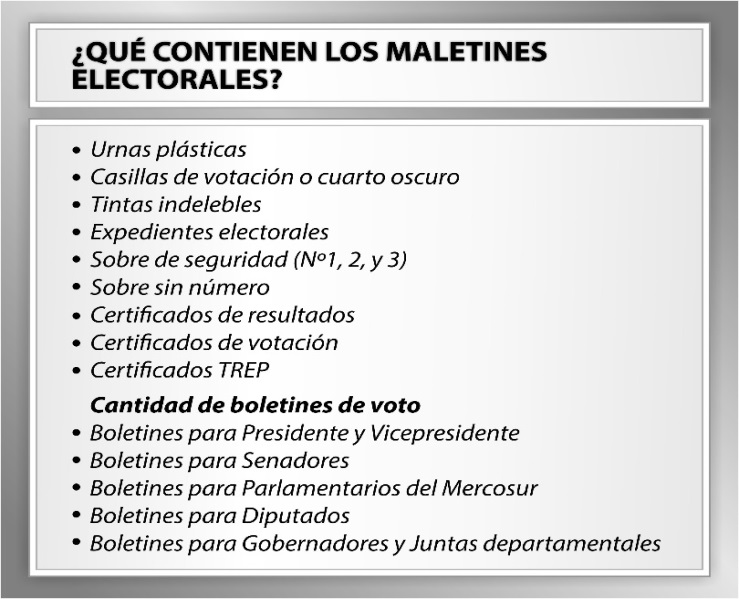 ¿QUÉ CONTIENEN LOS MALETINES
ELECTORALES?
• Urnas plásticas
• Casillas de votación o cuarto oscuro
• Tintas indelebles
• Expedientes electorales
• Sobre de seguridad (Nº1, 2, y 3)
• Sobre sin número
• Certificados de resultados
• Certificados de votación
• Certificados TREP
Cantidad de boletines de voto
• Boletines para Presidente y Vicepresidente
• Boletines para Senadores
• Boletines para Parlamentarios del Mercosur
• Boletines para Diputados
• Boletines para Gobernadores y Juntas departamentales